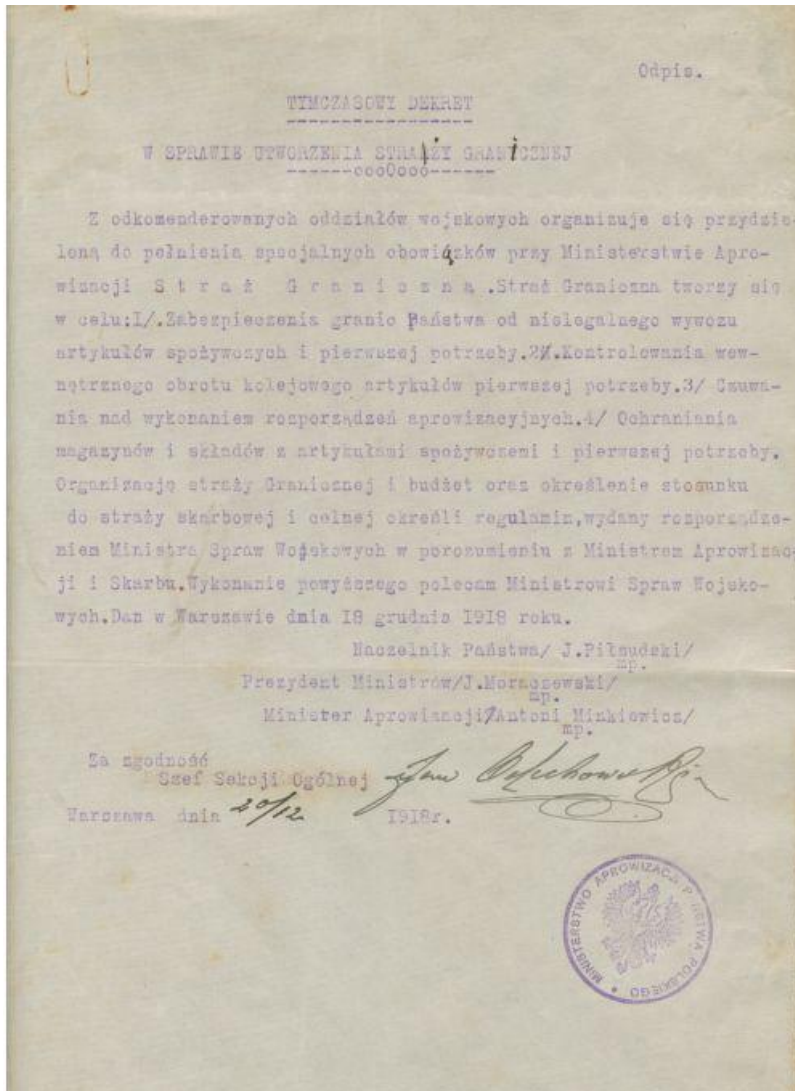 Odpis.
TYMCZASOWY DEKRET
W SPRAWIE UTWORZENIA STRAŻY GRANICZNEJ
------oooOooo------
Z odkomenderowanych oddziałów wojskowych organizuje się przydzie-
loną do pełnienia specjalnych obowiązków przy Ministerstwie Apro-
wizacji S t r a ż  G r a n i c z n ą .Straż Graniczna tworzy się
w celu:I/.Zabezpieczenia granic Państwa od nielegalnego wywozu
artykułów spożywczych i pierwszej potrzeby.2/.Kontrolowania wew-
nętrznego obrotu kolejowego artykułów pierwszej potrzeby.3/ Czuwa-
nia nad wykonaniem rozporządzeń aprowizacyjnych.4/ Ochraniania
magazynów i składów z artykułami spożywczemi i pierwszej potrzeby.
Organizację straży Granicznej i budżet oraz określenie stosunku
do straży skarbowej i celnej określi regulamin,wydany rozporządze-
niem Ministra Spraw Wojskowych w porozumieniu z Ministrem Aprowizac-
ji i Skarbu.Wykonanie powyższego polecam Ministrowi Spraw Wojsko-
wych.Dan w Warszawie dnia I8 grudnia I9I8 roku.
Naczelnik Państwa/ J.Piłsudski/
mp.
Prezydent Ministrów/J.Moraczewski/
mp.
Minister Aprowizacji/Antoni Minkiewicz/
mp.
Za zgodność
Szef Sekcji Ogólnej
Warszawa dnia 20/12 I9I8r.
MINISTERSTWO APROWIZACJI PAŃSTWA POLSKIEGO